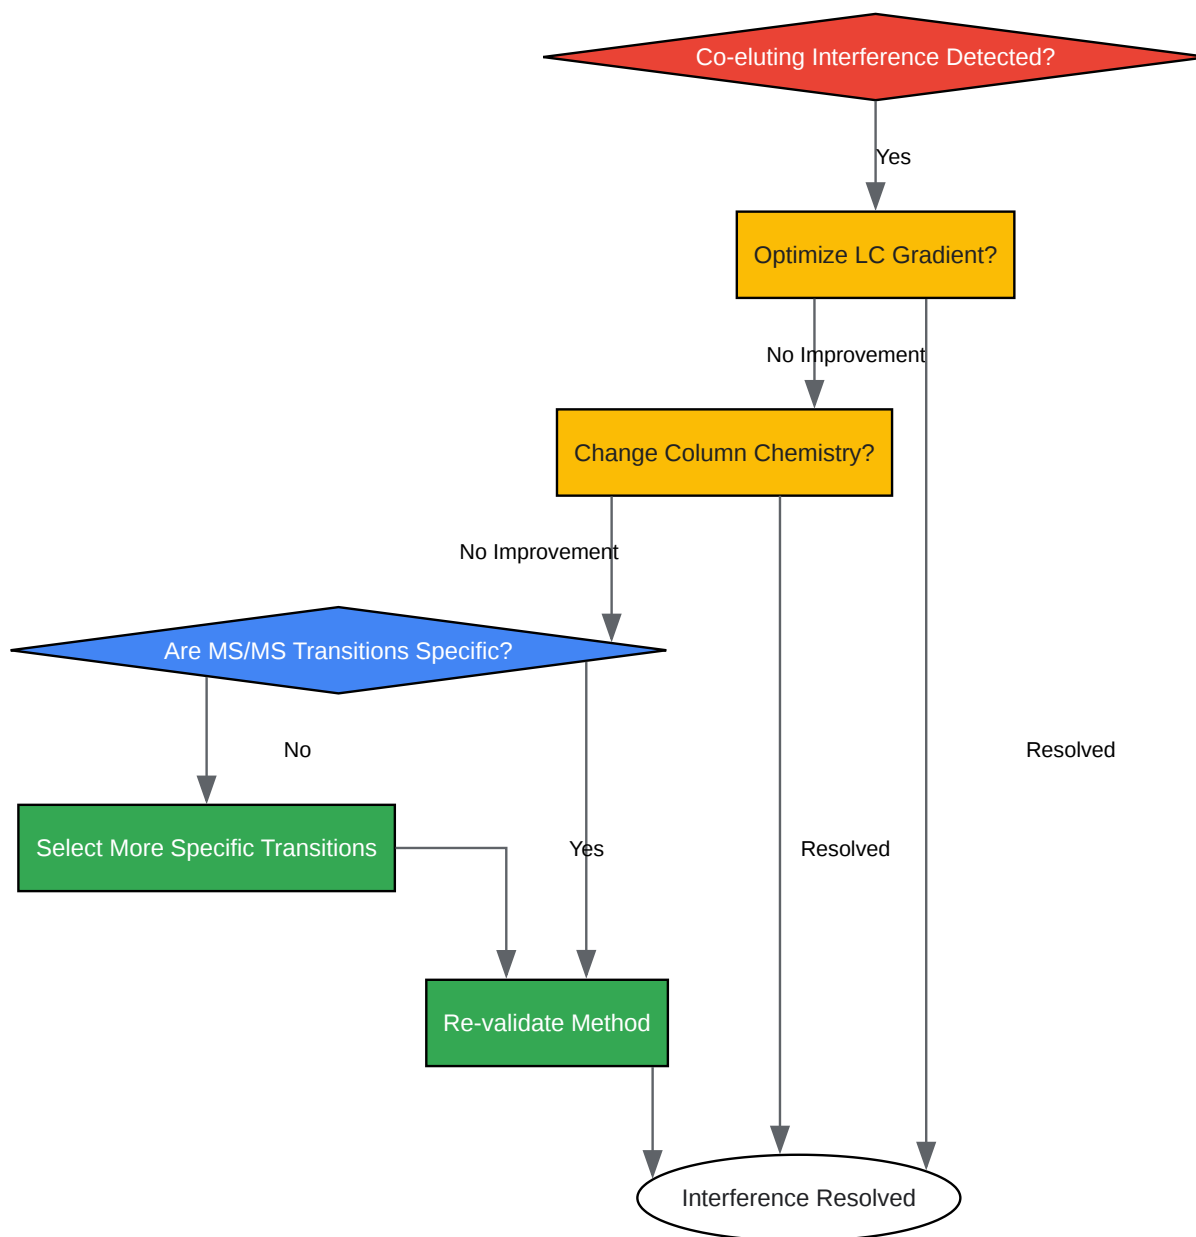 Co-eluting Interference Detected?
Yes
Optimize LC Gradient?
No Improvement
Change Column Chemistry?
No Improvement
Are MS/MS Transitions Specific?
No
Resolved
Select More Specific Transitions
Yes
Resolved
Re-validate Method
Interference Resolved